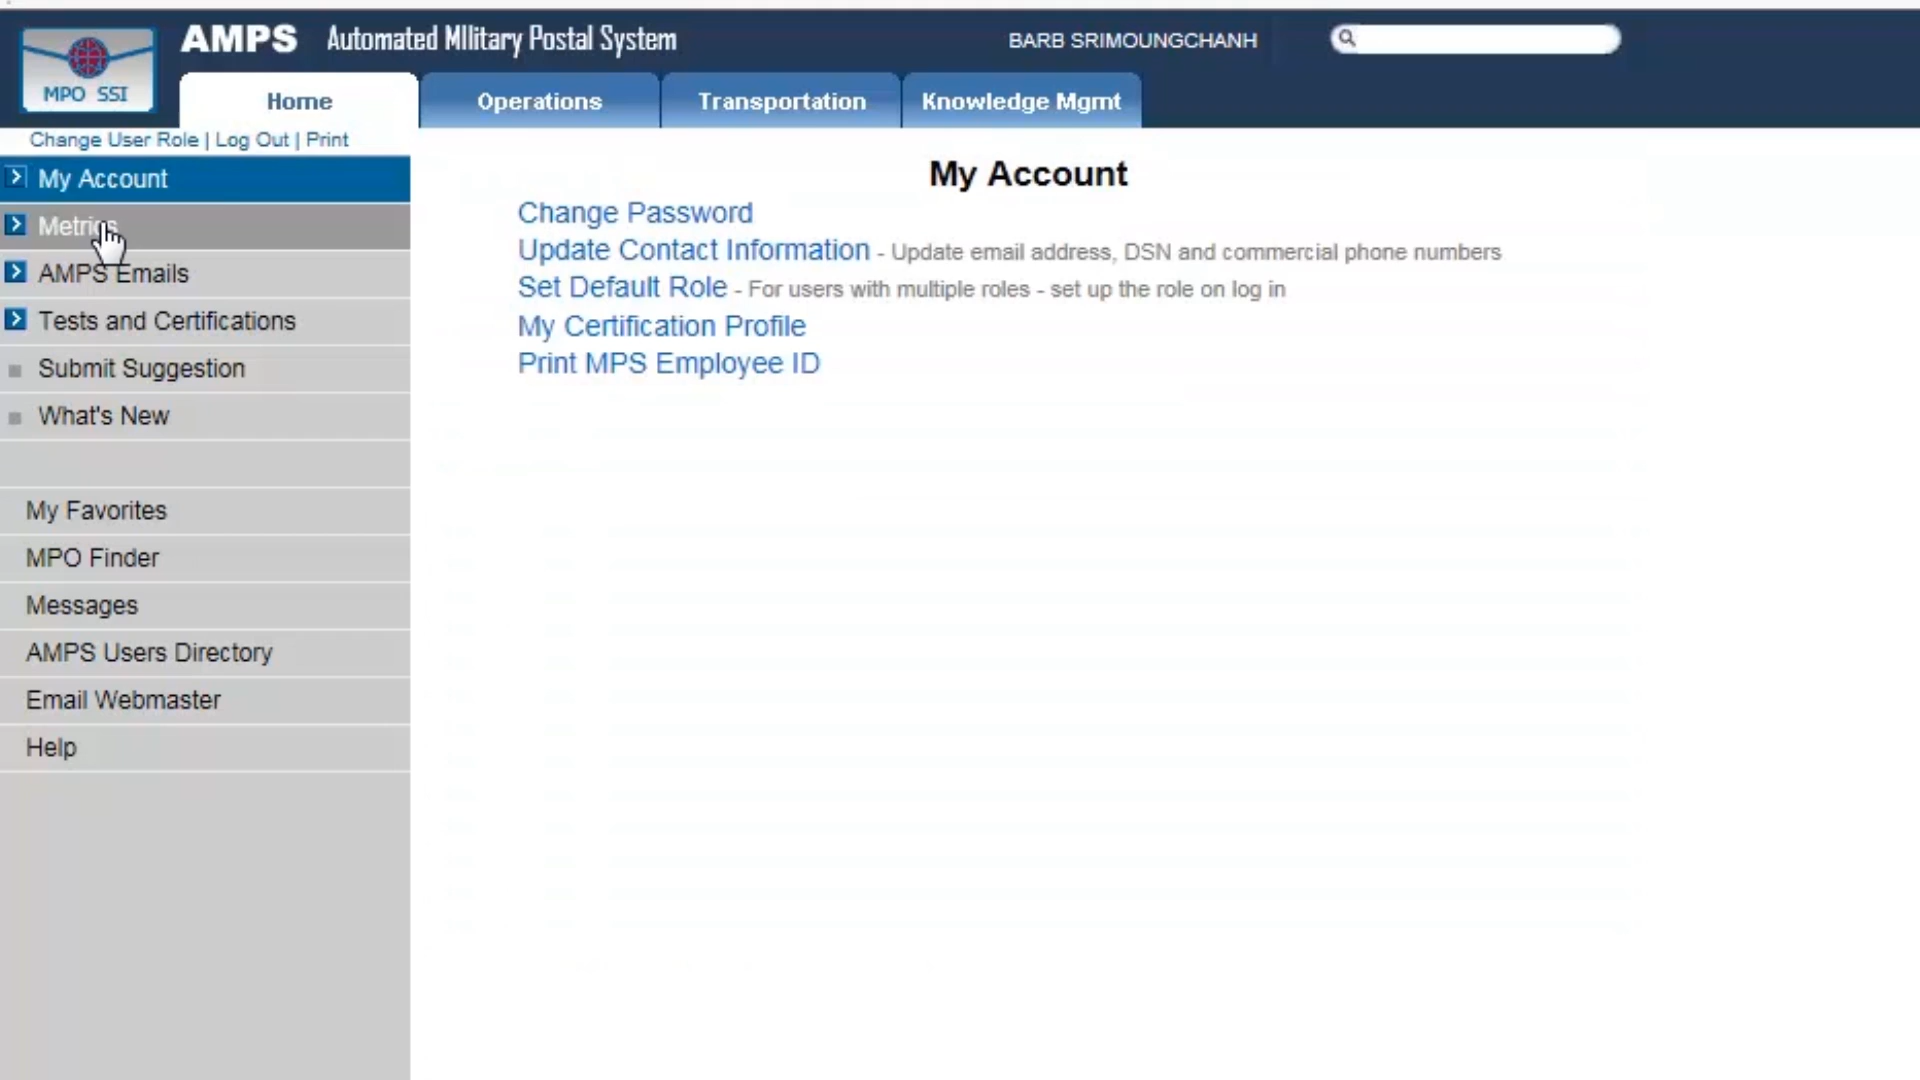 AMPS Automated MIlitary Postal System
BARB SRIMOUNGCHANH
MPO SSI
Home
Operations
Transportation
Knowledge Mgmt
Change User Role | Log Out | Print
My Account
Metrics
AMPS Emails
Tests and Certifications
Submit Suggestion
What's New
My Favorites
MPO Finder
Messages
AMPS Users Directory
Email Webmaster
Help
My Account
Change Password
Update Contact Information - Update email address, DSN and commercial phone numbers
Set Default Role - For users with multiple roles - set up the role on log in
My Certification Profile
Print MPS Employee ID